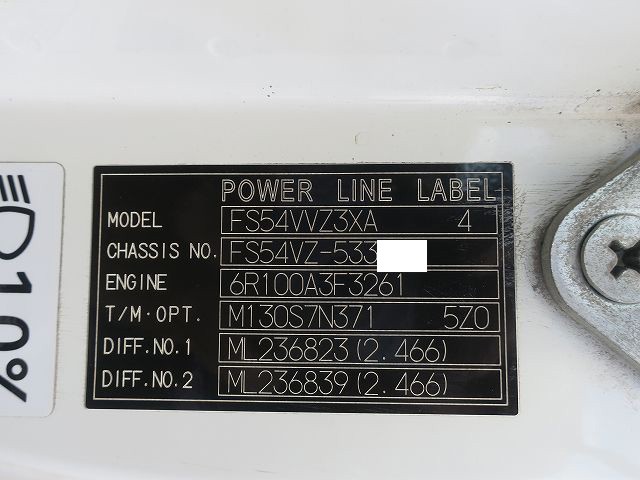 POWER LINE LABEL
MODEL FS54VVZ3XA 4
CHASSIS NO. FS54VZ-533
ENGINE 6R100A3F3261
T/M·OPT. M130S7N371 5Z0
DIFF.NO.1 ML236823(2.466)
DIFF.NO.2 ML236839(2.466)
10%